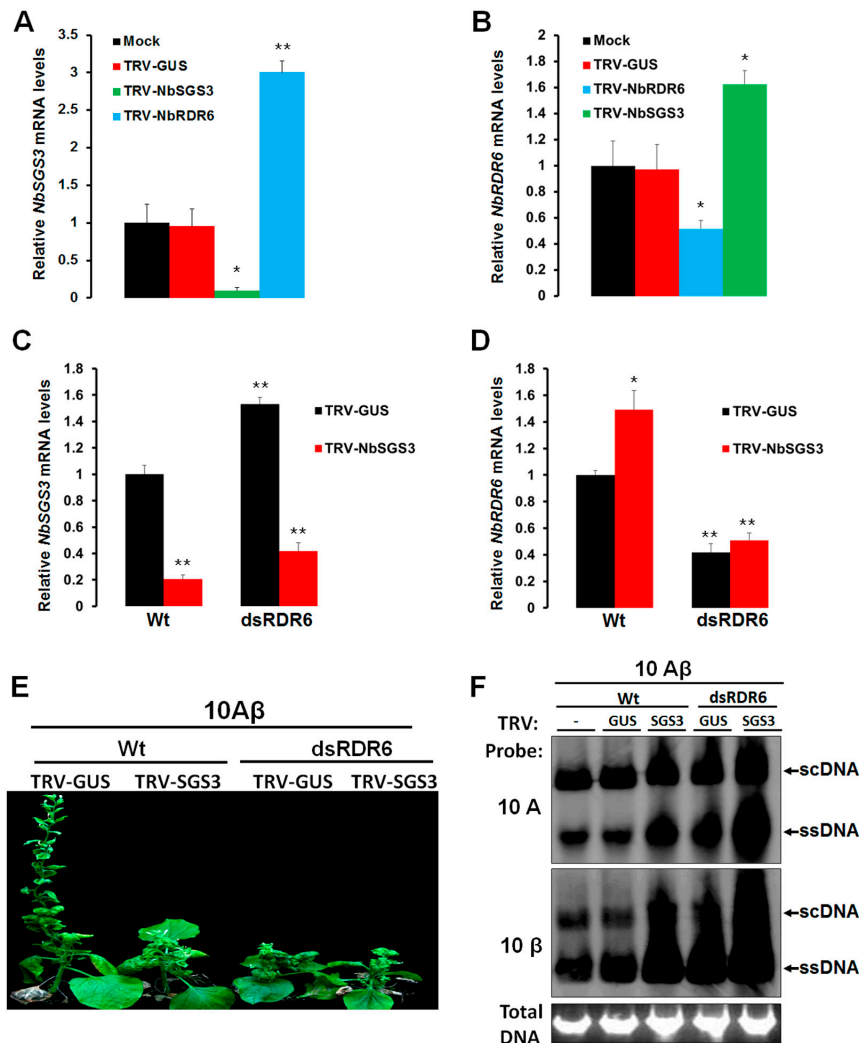 A
Relative NbSGS3 mRNA levels
3.5
3
2.5
2
1.5
1
0.5
0
Mock
TRV-GUS
TRV-NbSGS3
TRV-NbRDR6
*
**
B
Relative NbRDR6 mRNA levels
2
1.8
1.6
1.4
1.2
1
0.8
0.6
0.4
0.2
0
Mock
TRV-GUS
TRV-NbRDR6
TRV-NbSGS3
*
*
C
Relative NbSGS3 mRNA levels
1.8
1.6
1.4
1.2
1
0.8
0.6
0.4
0.2
0
**
**
**
TRV-GUS
TRV-NbSGS3
Wt dsRDR6
D
Relative NbRDR6 mRNA levels
1.8
1.6
1.4
1.2
1
0.8
0.6
0.4
0.2
0
*
** **
TRV-GUS
TRV-NbSGS3
Wt dsRDR6
E
10Aβ
Wt dsRDR6
TRV-GUS TRV-SGS3 TRV-GUS TRV-SGS3
F
10 Aβ
Wt dsRDR6
TRV: - GUS SGS3 GUS SGS3
Probe:
10 A
←scDNA
←ssDNA
10 β
←scDNA
←ssDNA
Total
DNA